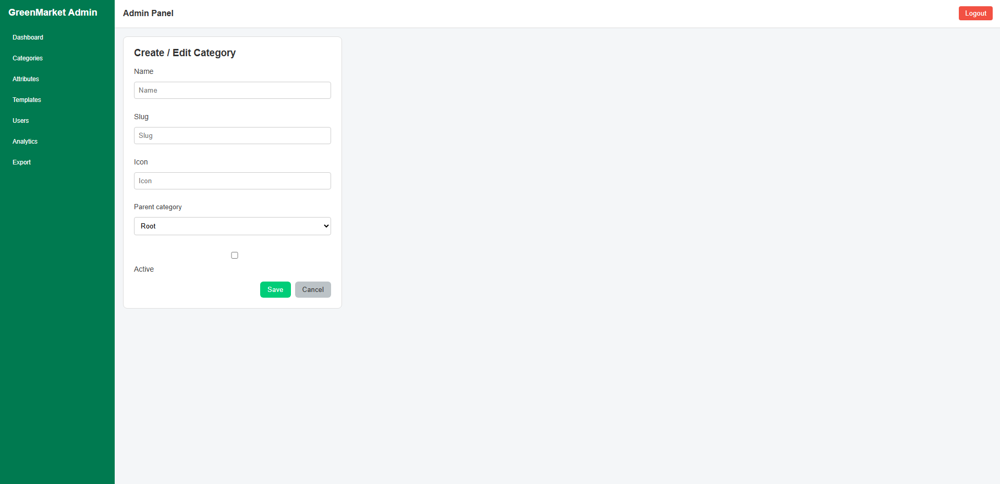 GreenMarket Admin
Dashboard
Categories
Attributes
Templates
Users
Analytics
Export
Admin Panel
Logout
Create / Edit Category
Name
Name
Slug
Slug
Icon
Icon
Parent category
Root
Active
Save
Cancel